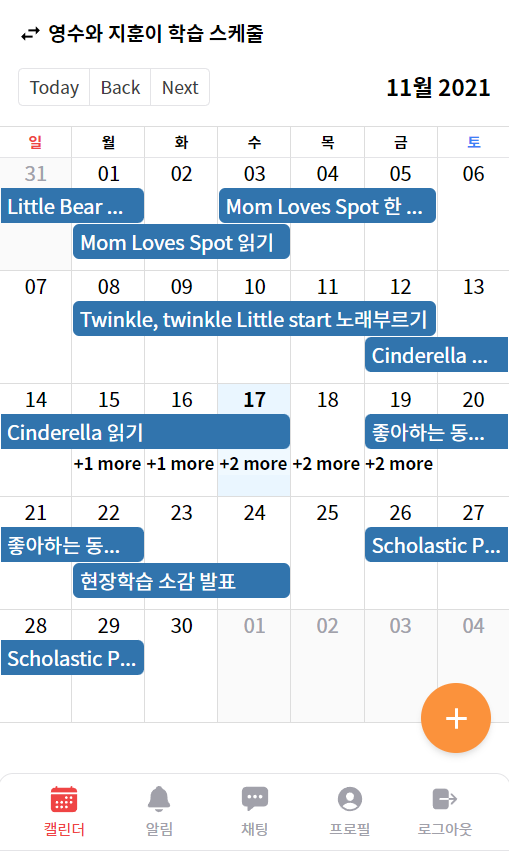 영수와 지훈이 학습 스케줄
Today Back Next 11월 2021
일 월 화 수 목 금 토
31 01 02 03 04 05 06
Little Bear ... Mom Loves Spot 한 ...
Mom Loves Spot 읽기
07 08 09 10 11 12 13
Twinkle, twinkle Little start 노래부르기
Cinderella ...
14 15 16 17 18 19 20
Cinderella 읽기 좋아하는 동...
+1 more +1 more +2 more +2 more +2 more
21 22 23 24 25 26 27
좋아하는 동... Scholastic P...
현장학습 소감 발표
28 29 30 01 02 03 04
Scholastic P...
캘린더 알림 채팅 프로필 로그아웃